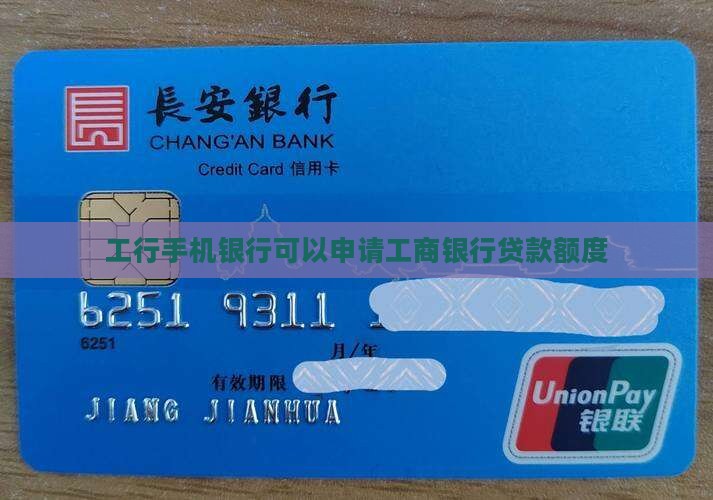 長安銀行
CHANG'AN BANK
Credit Card 信用卡
工行手机银行可以申请工商银行贷款额度
6251 9311 1
6251
月/年
有效期限
JIANG JIANHUA
UnionPay
银联